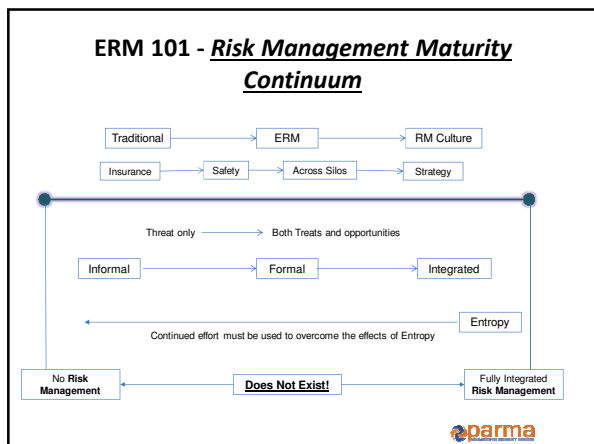 ERM 101 - Risk Management Maturity
Continuum
Traditional ERM RM Culture
Insurance Safety Across Silos Strategy
Threat only Both Treats and opportunities
Informal Formal Integrated
Entropy
Continued effort must be used to overcome the effects of Entropy
No Risk
Management
Does Not Exist!
Fully Integrated
Risk Management
parma